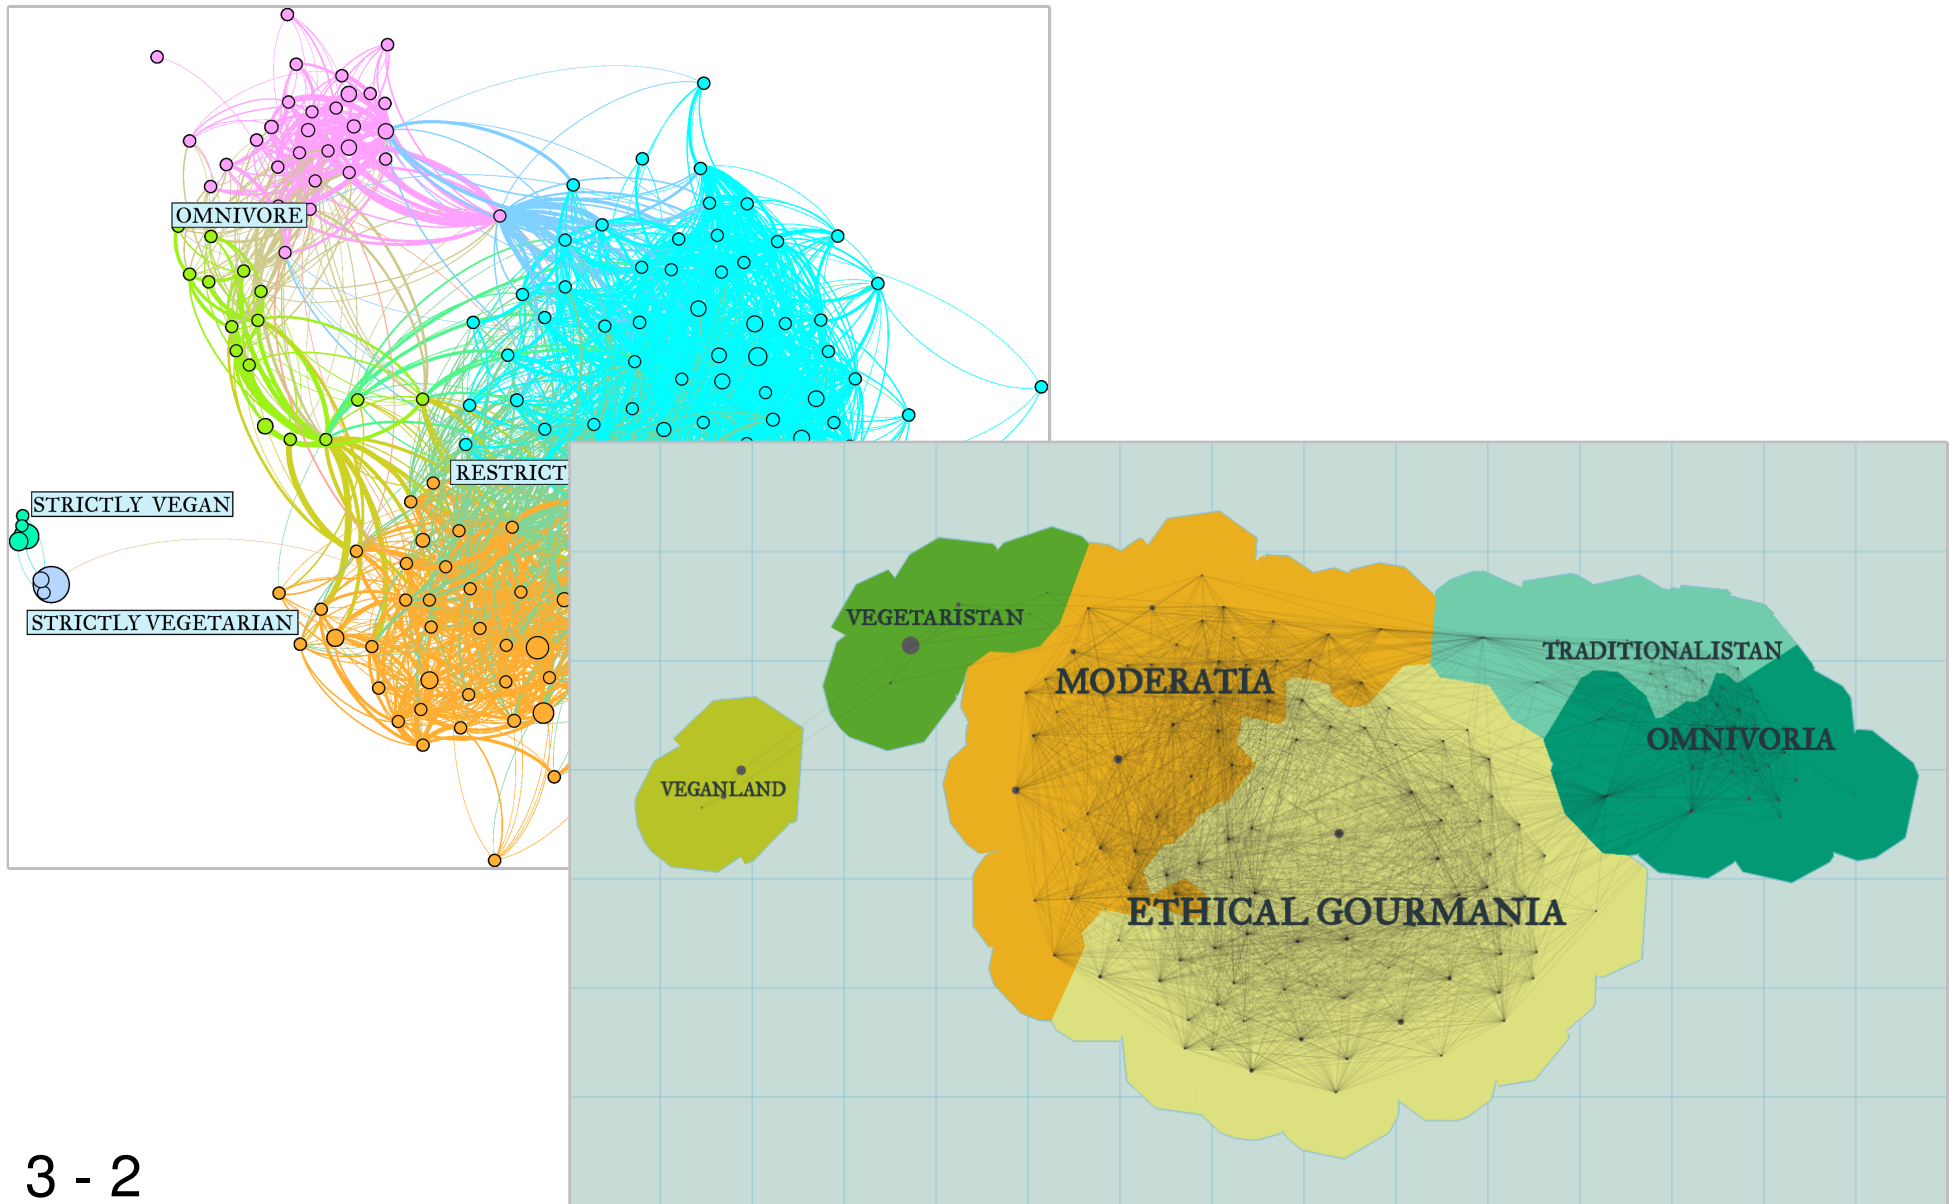 OMNIVORE
RESTRICT
STRICTLY VEGAN
STRICTLY VEGETARIAN
VEGETARISTAN
TRADITIONALISTAN
MODERATIA
OMNIVORIA
VEGANLAND
ETHICAL GOURMANIA
3 - 2